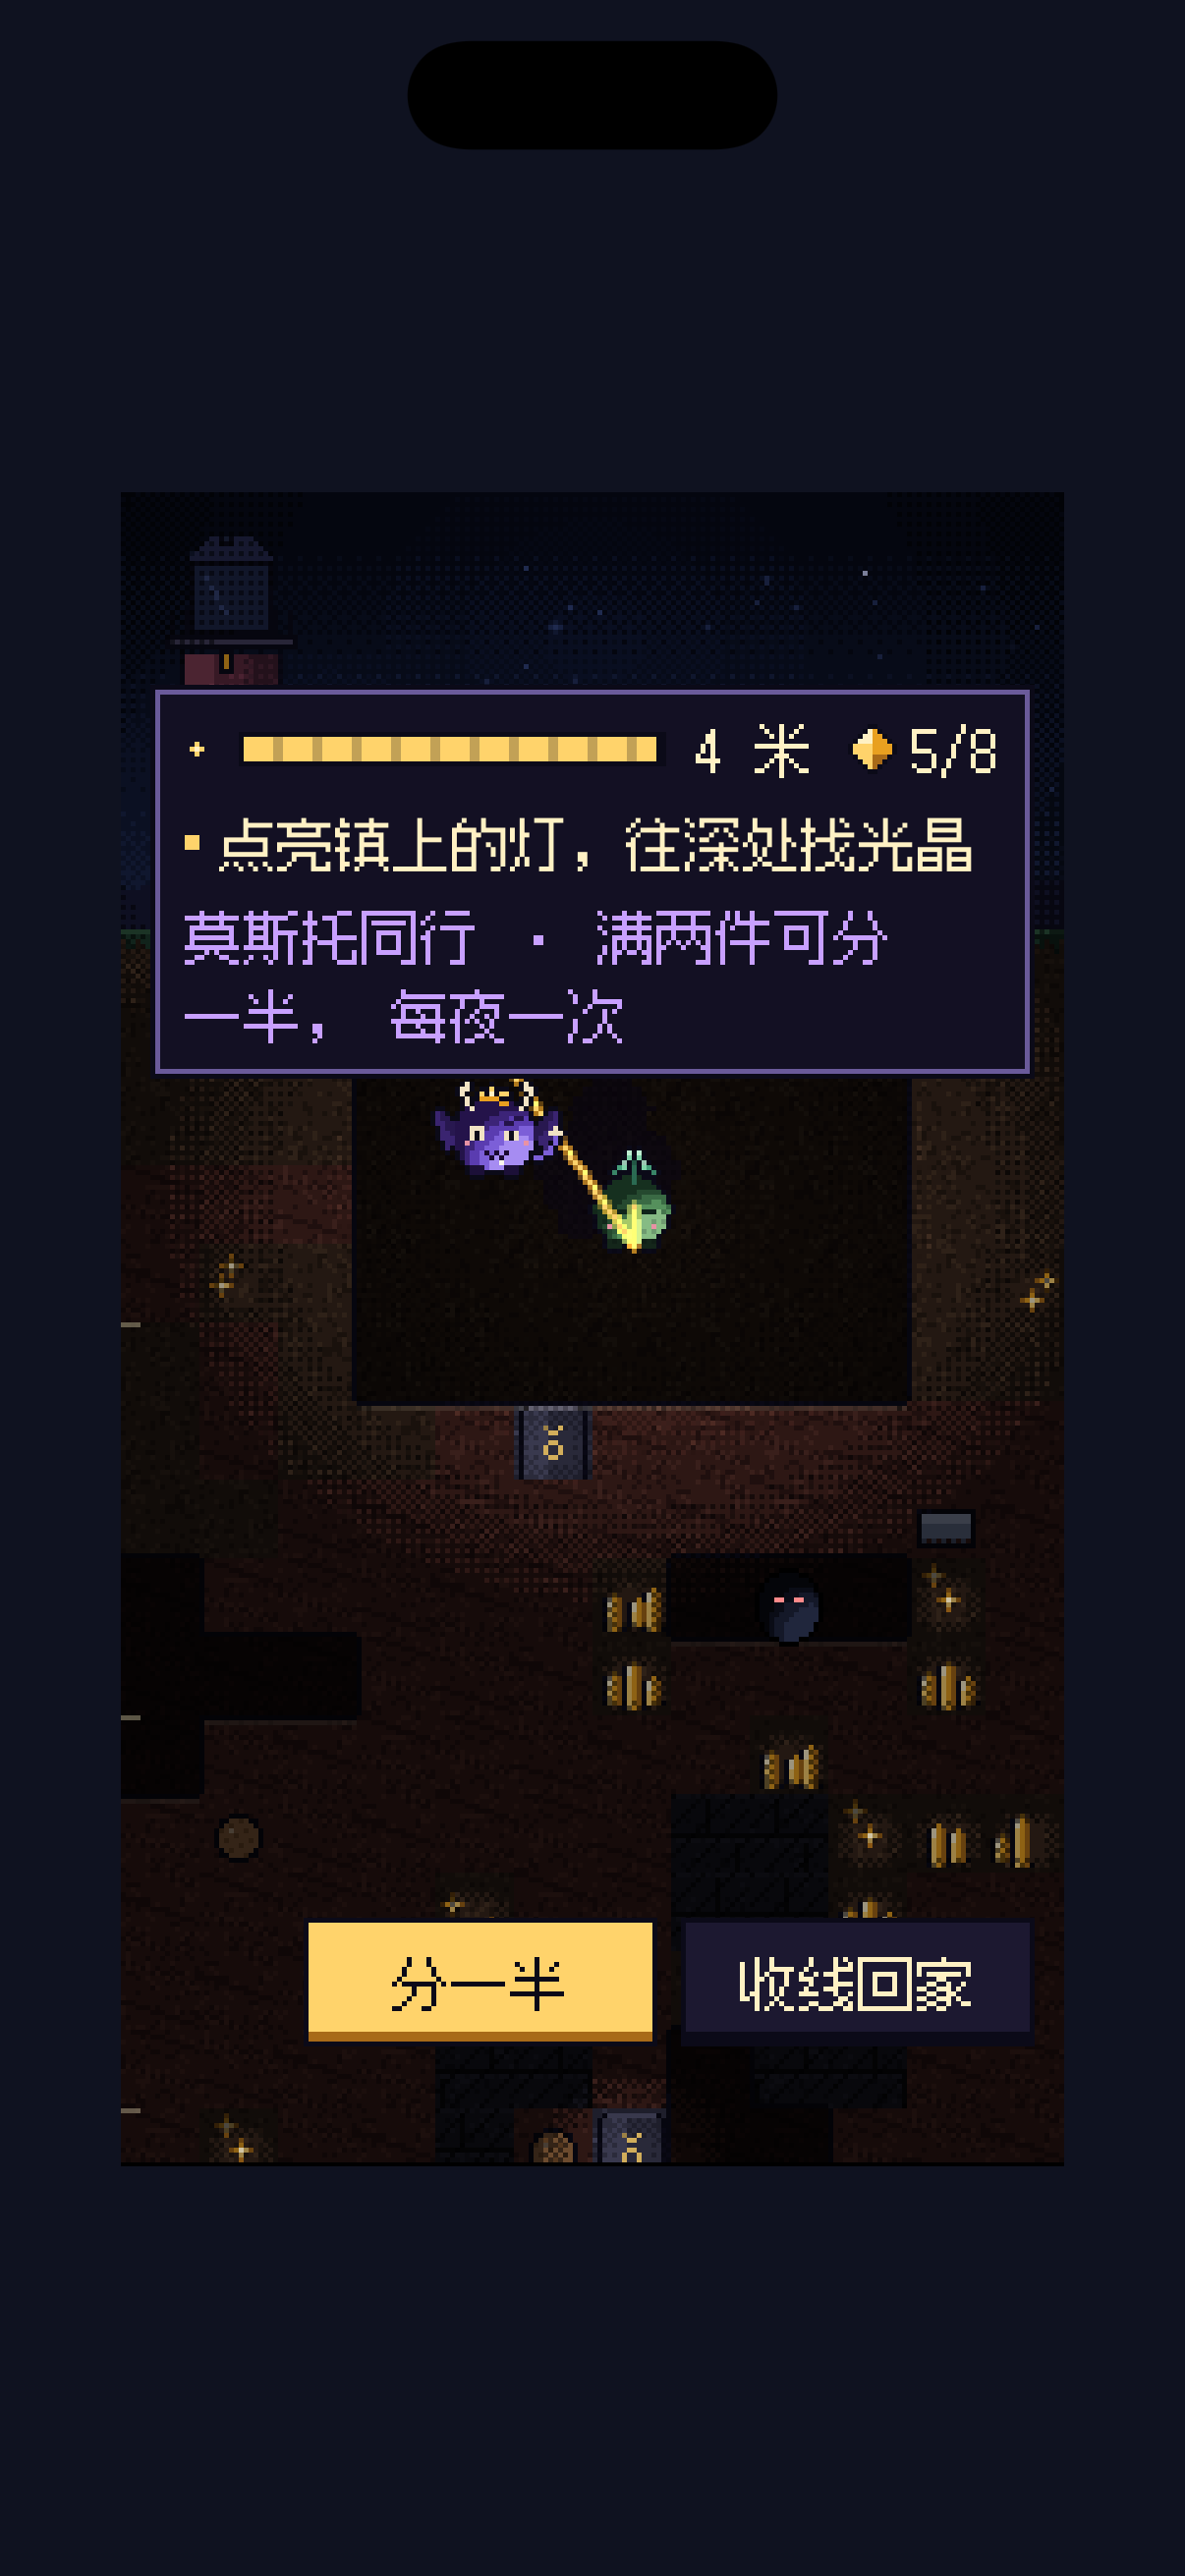 4 米 5/8
点亮镇上的灯，往深处找光晶
莫斯托同行 · 满两件可分
一半， 每夜一次
分一半
收线回家